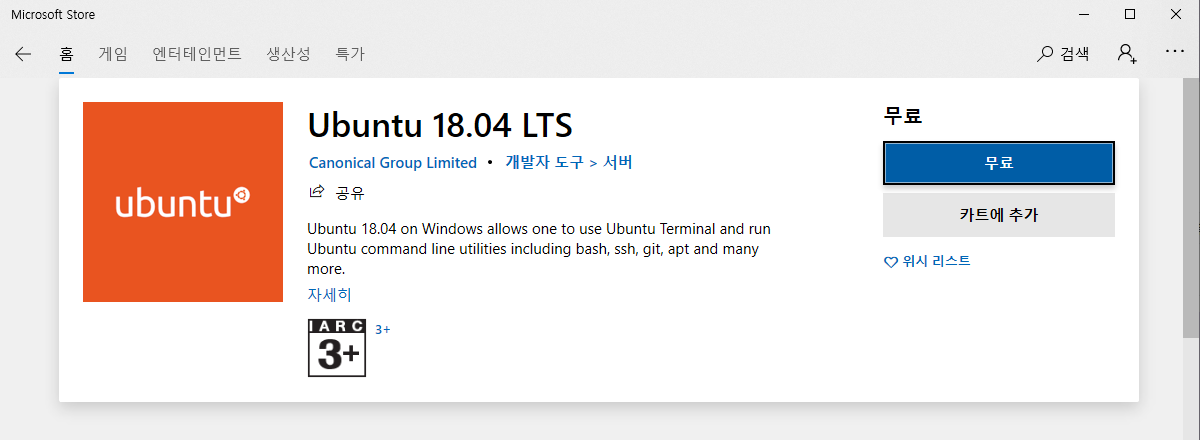 Microsoft Store
홈 게임 엔터테인먼트 생산성 특가 검색
ubuntu
Ubuntu 18.04 LTS
Canonical Group Limited • 개발자 도구 > 서버
공유
Ubuntu 18.04 on Windows allows one to use Ubuntu Terminal and run
Ubuntu command line utilities including bash, ssh, git, apt and many
more.
자세히
IARC
3+
3+
무료
무료
카트에 추가
위시 리스트